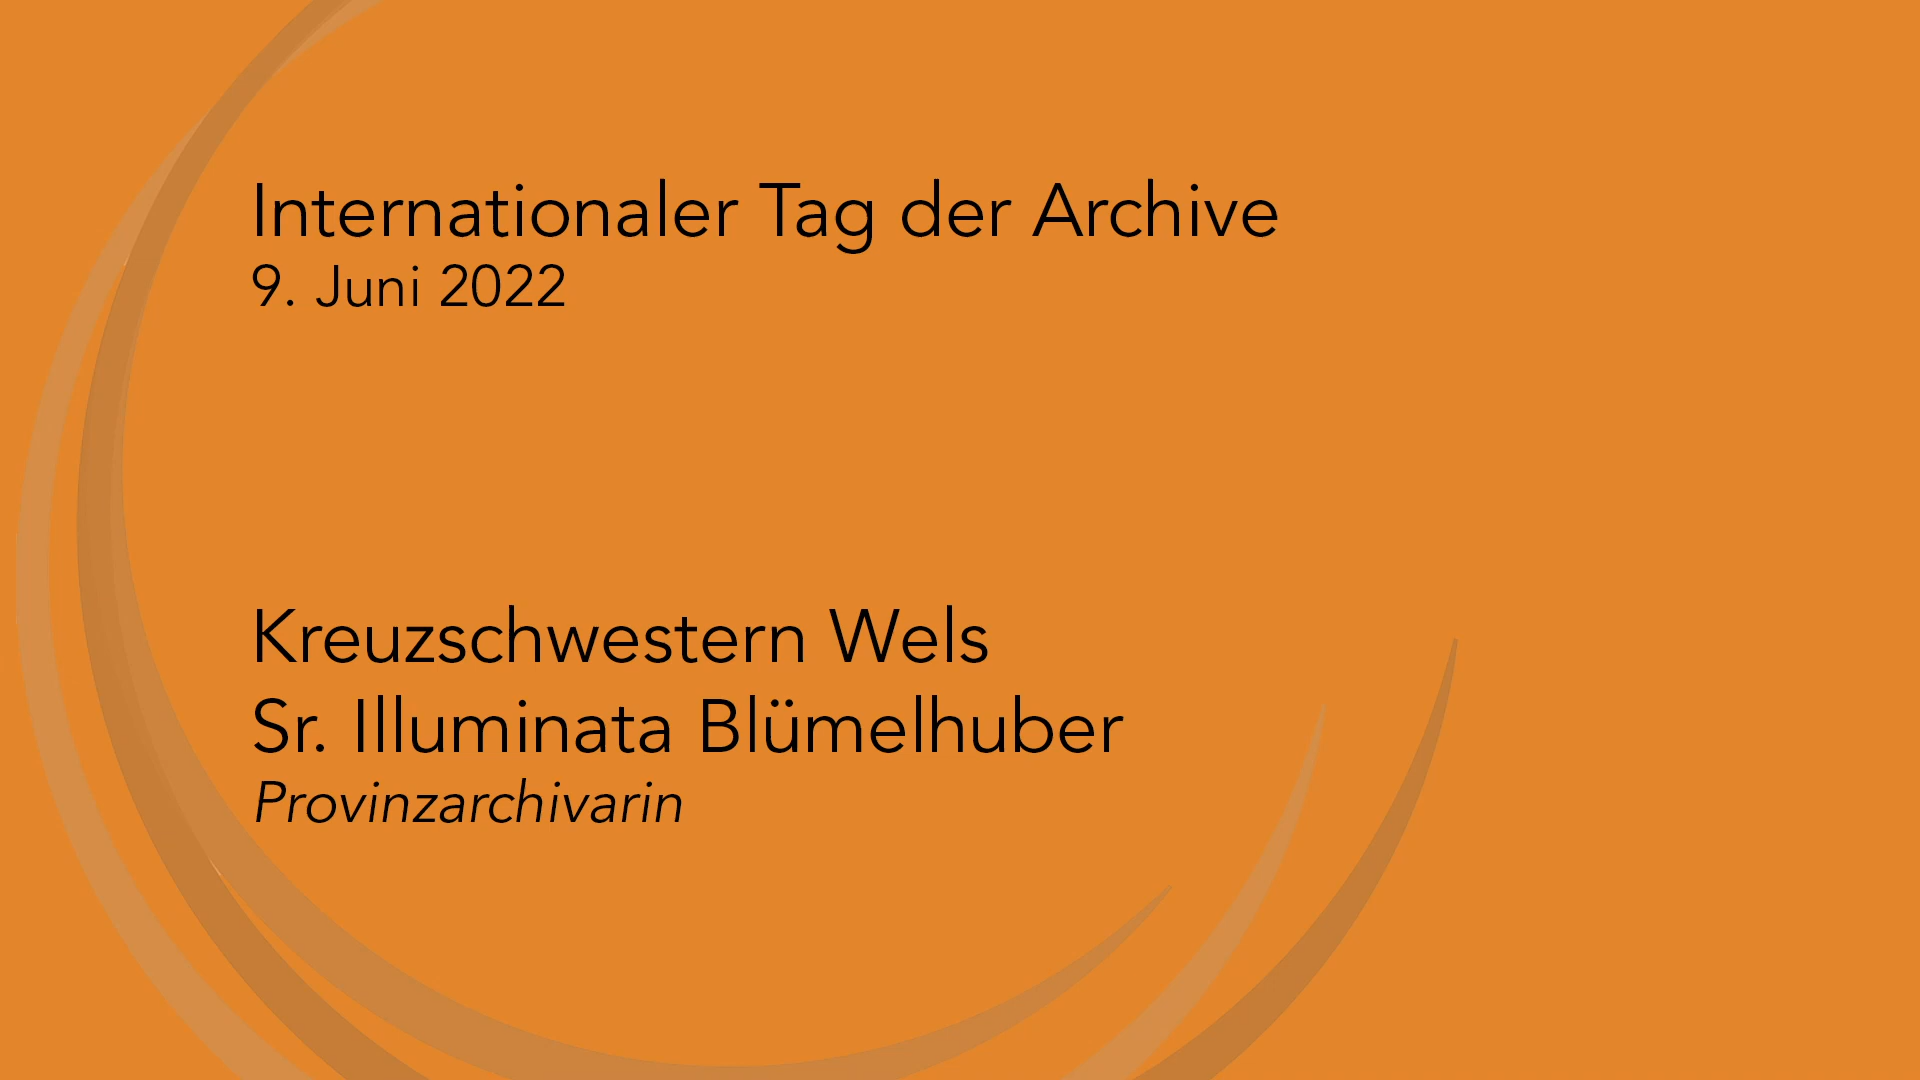 Internationaler Tag der Archive
9. Juni 2022
Kreuzschwestern Wels
Sr. Illuminata Blümelhuber
Provinzarchivarin